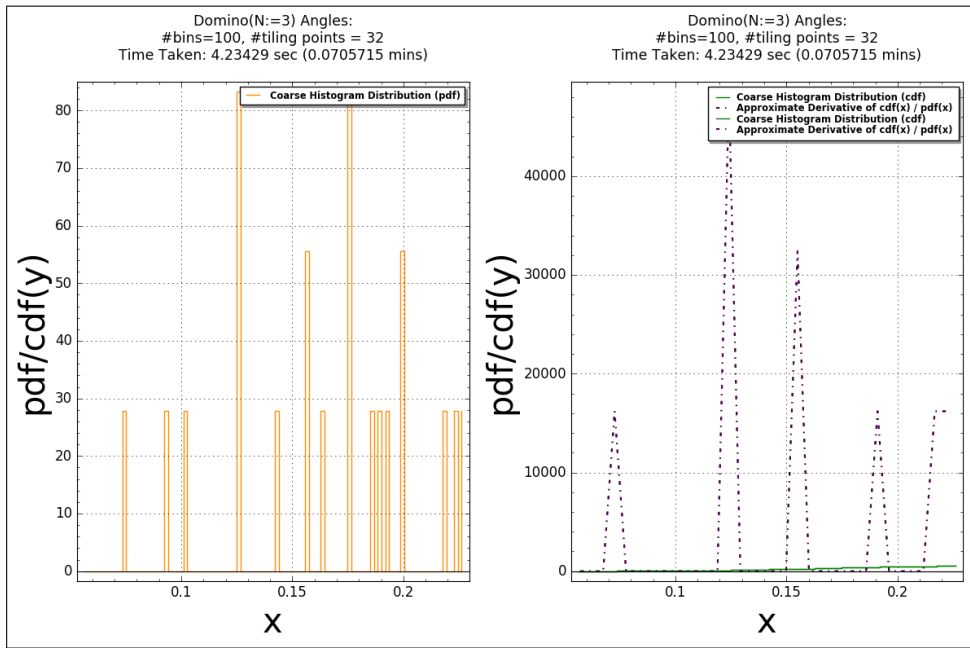 Domino(N:=3) Angles:
#bins=100, #tiling points = 32
Time Taken: 4.23429 sec (0.0705715 mins)
Coarse Histogram Distribution (pdf)
pdf/cdf(y)
80
70
60
50
40
30
20
10
0
0.1
0.15
0.2
x
Domino(N:=3) Angles:
#bins=100, #tiling points = 32
Time Taken: 4.23429 sec (0.0705715 mins)
Coarse Histogram Distribution (cdf)
Approximate Derivative of cdf(x) / pdf(x)
Coarse Histogram Distribution (cdf)
Approximate Derivative of cdf(x) / pdf(x)
pdf/cdf(y)
40000
30000
20000
10000
0
0.1
0.15
0.2
x